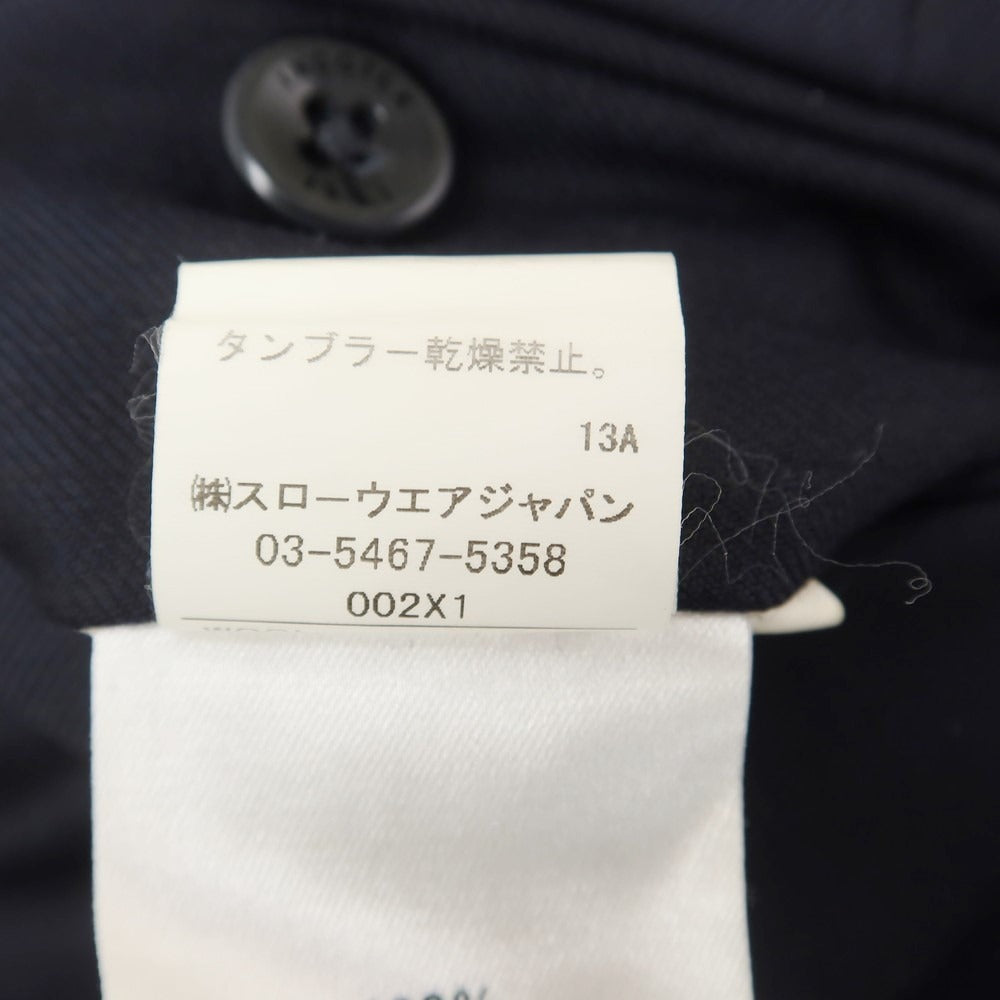 タンブラー乾燥禁止。
13A
㈱スローウエアジャパン
03-5467-5358
002X1